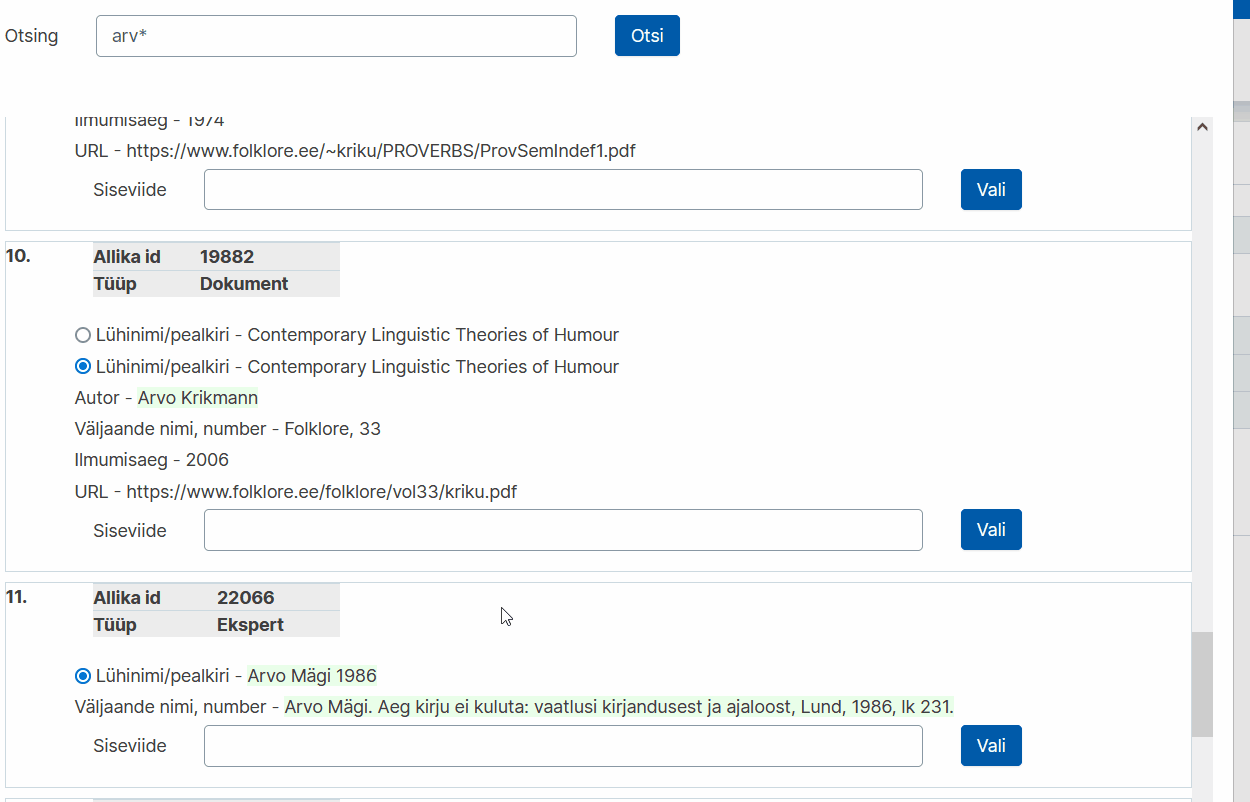 Otsing arv* Otsi
Ilmumisaeg - 1974
URL - https://www.folklore.ee/~kriku/PROVERBS/ProvSemIndef1.pdf
Siseviide Vali
10. Allika id 19882
Tüüp Dokument
Lühinimi/pealkiri - Contemporary Linguistic Theories of Humour
Lühinimi/pealkiri - Contemporary Linguistic Theories of Humour
Autor - Arvo Krikmann
Väljaande nimi, number - Folklore, 33
Ilmumisaeg - 2006
URL - https://www.folklore.ee/folklore/vol33/kriku.pdf
Siseviide Vali
11. Allika id 22066
Tüüp Ekspert
Lühinimi/pealkiri - Arvo Mägi 1986
Väljaande nimi, number - Arvo Mägi. Aeg kirju ei kuluta: vaatlusi kirjandusest ja ajaloost, Lund, 1986, lk 231.
Siseviide Vali